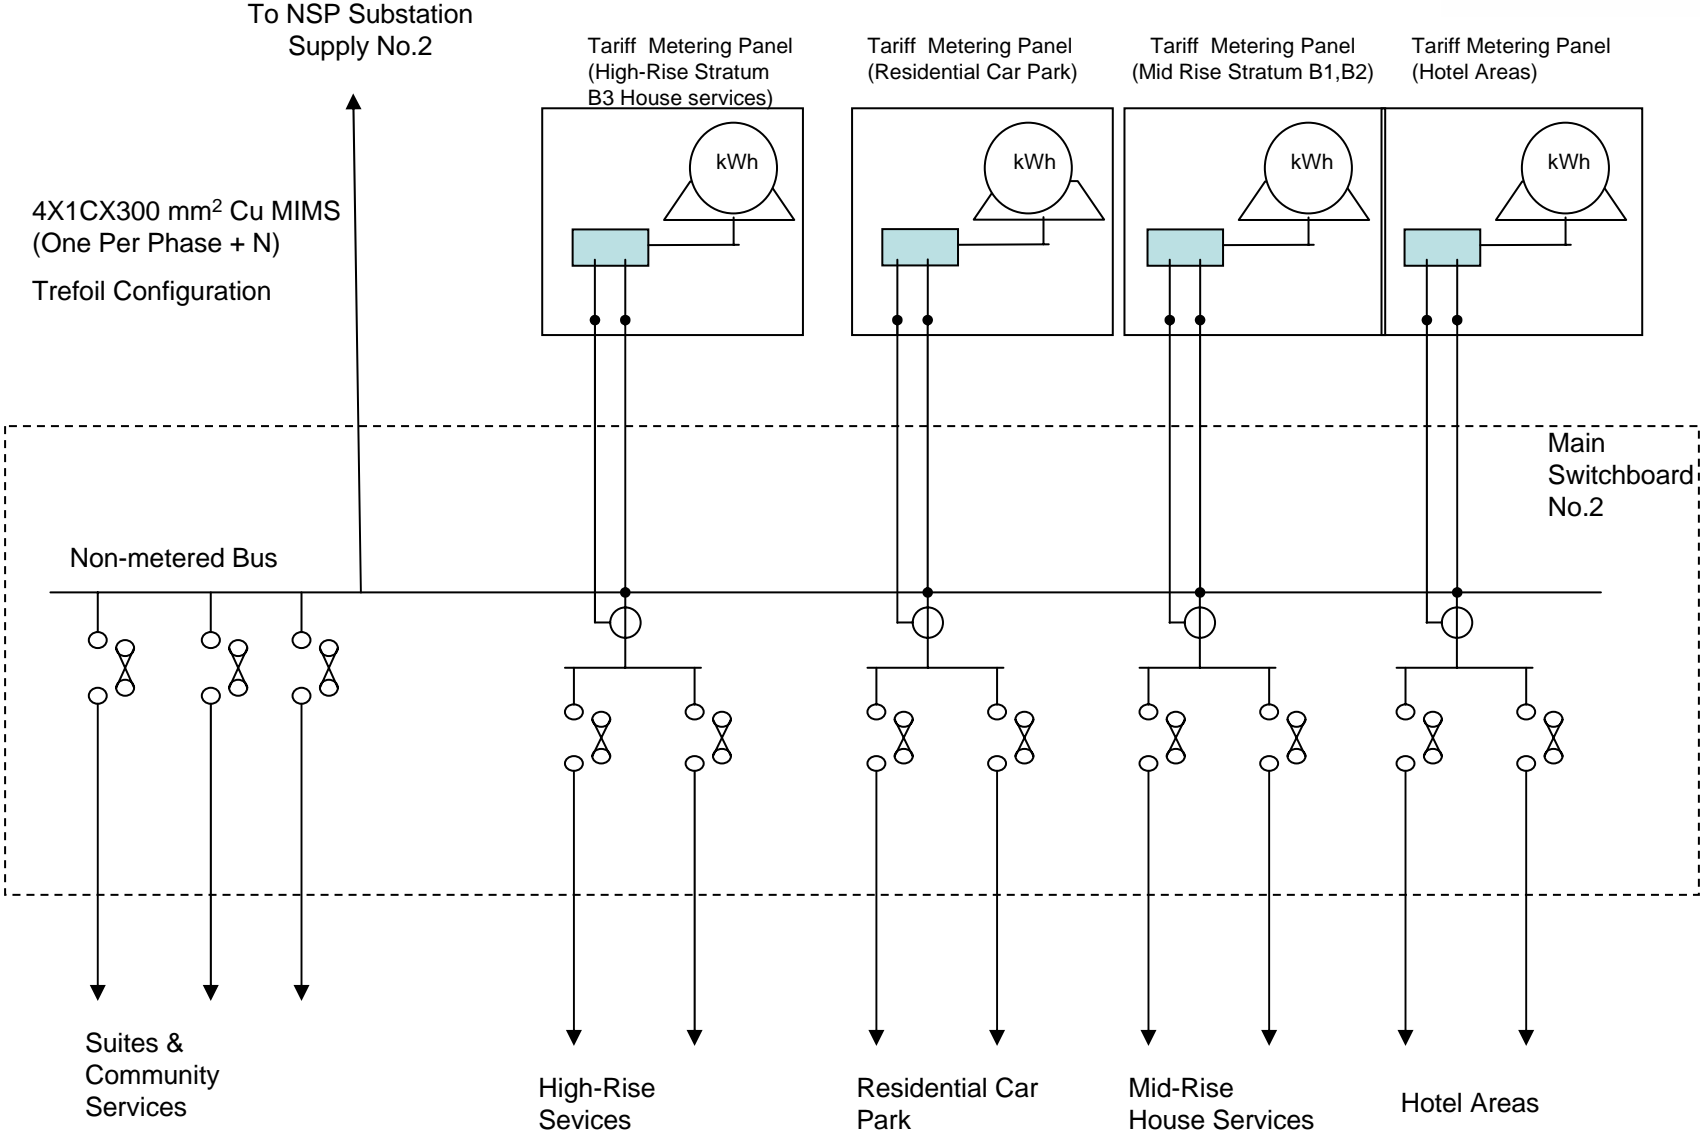 To NSP Substation
Supply No.2
Tariff Metering Panel
(High-Rise Stratum
B3 House services)
Tariff Metering Panel
(Residential Car Park)
Tariff Metering Panel
(Mid Rise Stratum B1,B2)
Tariff Metering Panel
(Hotel Areas)
kWh
kWh
kWh
kWh
4X1CX300 mm² Cu MIMS
(One Per Phase + N)
Trefoil Configuration
Main
Switchboard
No.2
Non-metered Bus
Suites &
Community
Services
High-Rise
Sevices
Residential Car
Park
Mid-Rise
House Services
Hotel Areas